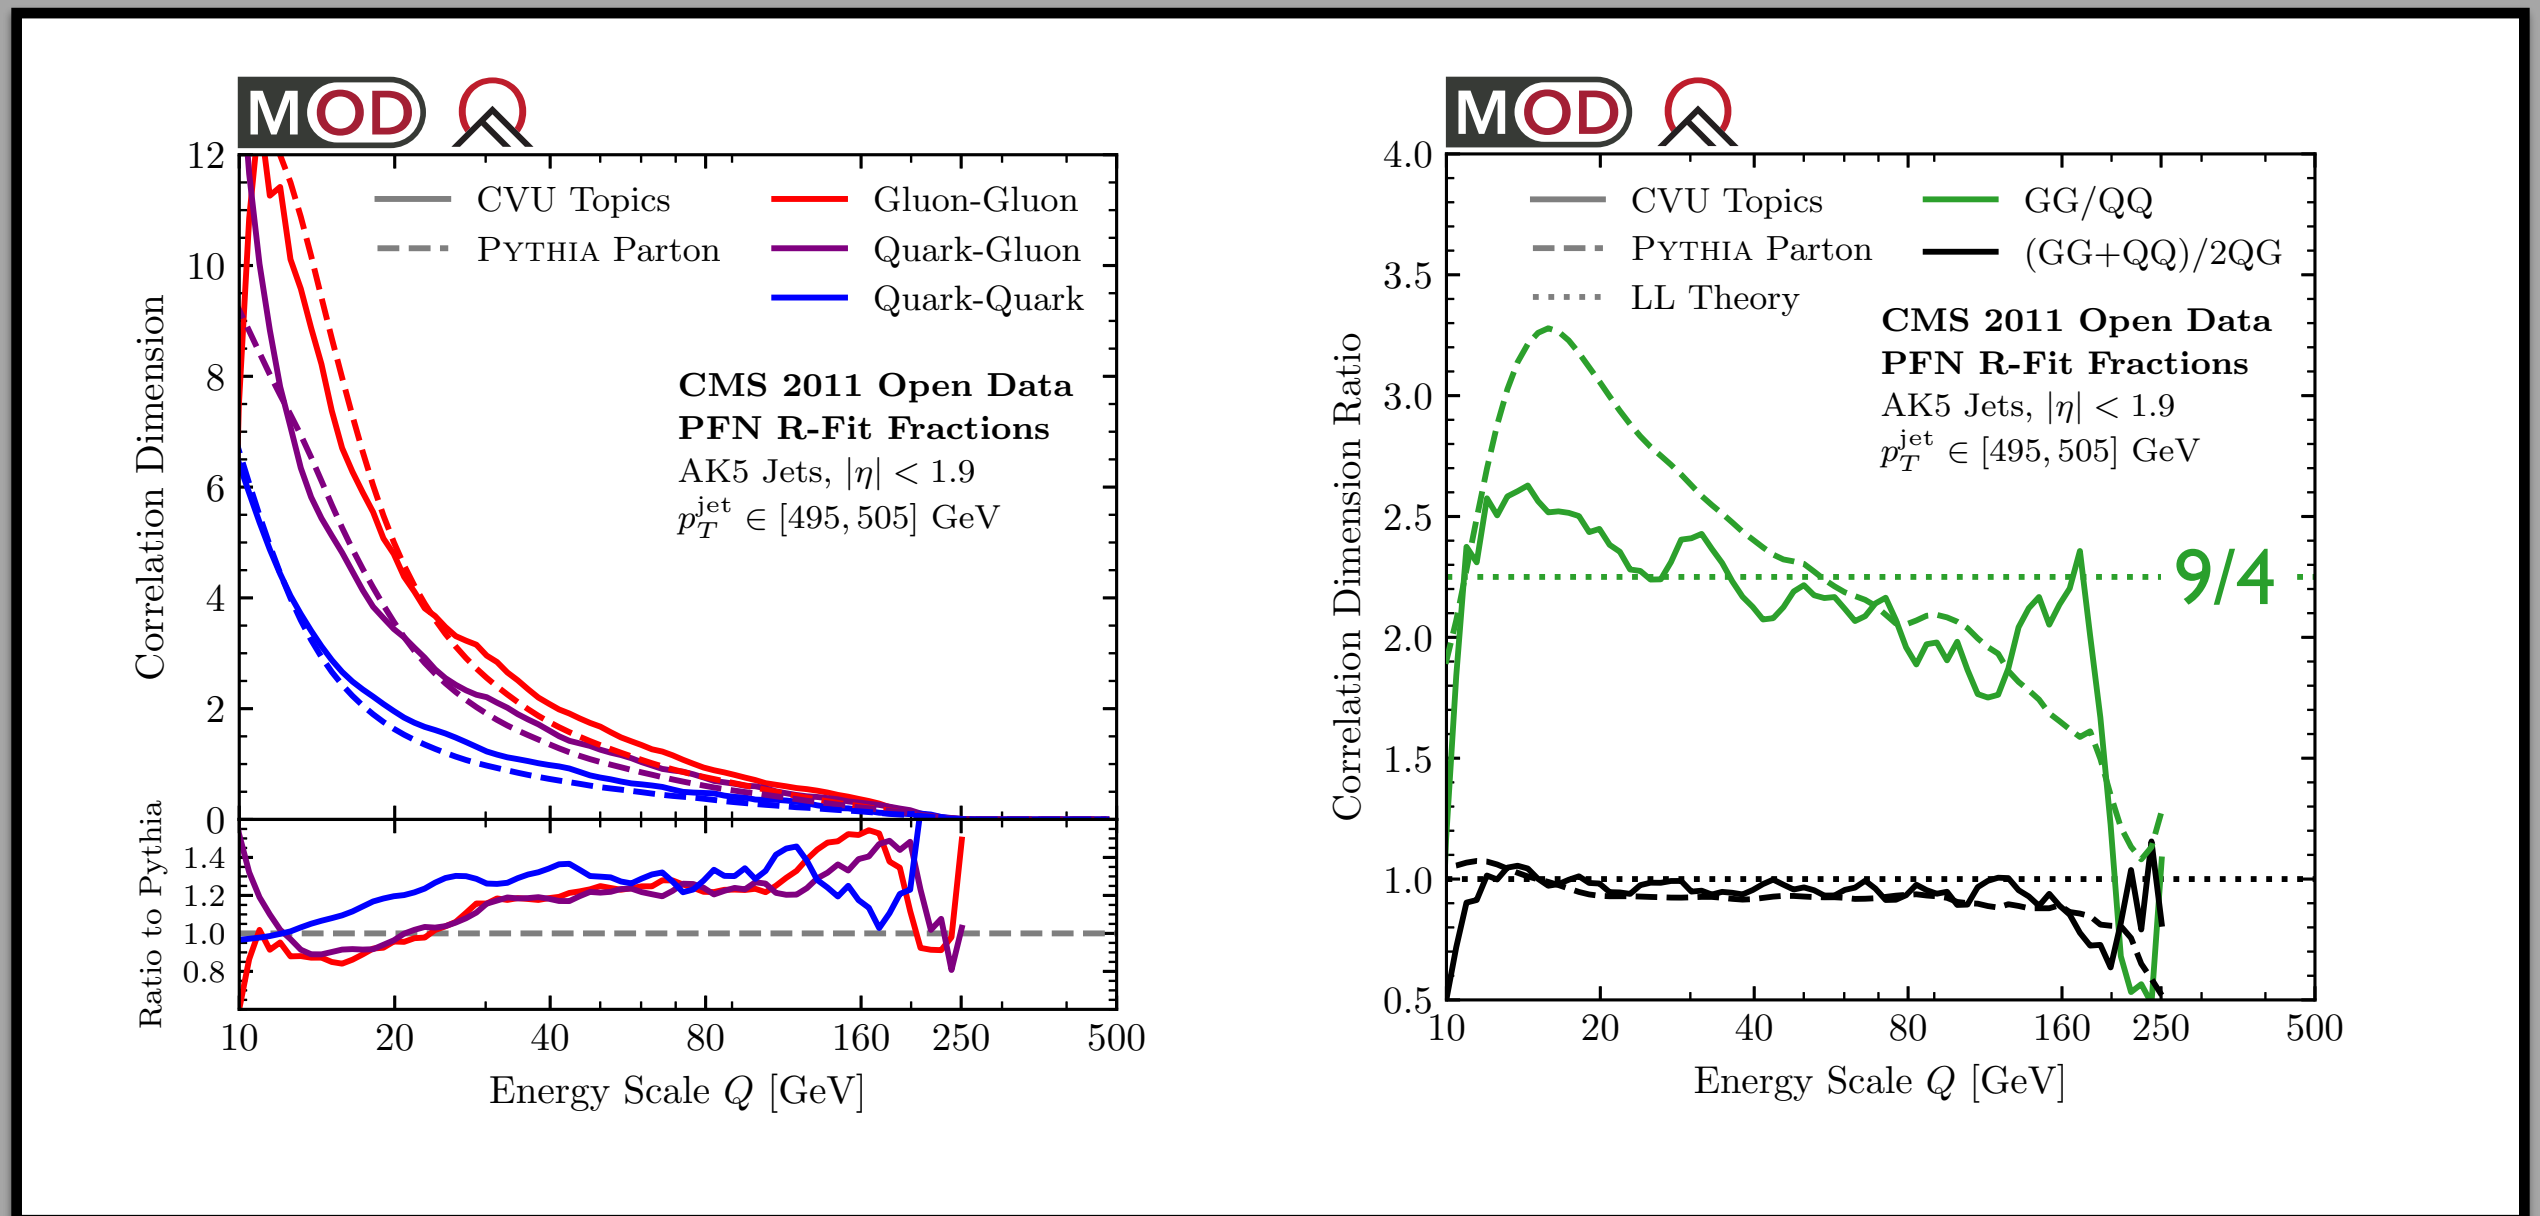 MOD
12
10
8
6
4
2
0
Correlation Dimension
CVU Topics
PYTHIA Parton
Gluon-Gluon
Quark-Gluon
Quark-Quark
CMS 2011 Open Data
PFN R-Fit Fractions
AK5 Jets, |η| < 1.9
p_T^jet ∈ [495, 505] GeV
1.4
1.2
1.0
0.8
Ratio to Pythia
10 20 40 80 160 250 500
Energy Scale Q [GeV]
MOD
4.0
3.5
3.0
2.5
2.0
1.5
1.0
0.5
Correlation Dimension Ratio
CVU Topics
PYTHIA Parton
LL Theory
GG/QQ
(GG+QQ)/2QG
CMS 2011 Open Data
PFN R-Fit Fractions
AK5 Jets, |η| < 1.9
p_T^jet ∈ [495, 505] GeV
9/4
10 20 40 80 160 250 500
Energy Scale Q [GeV]